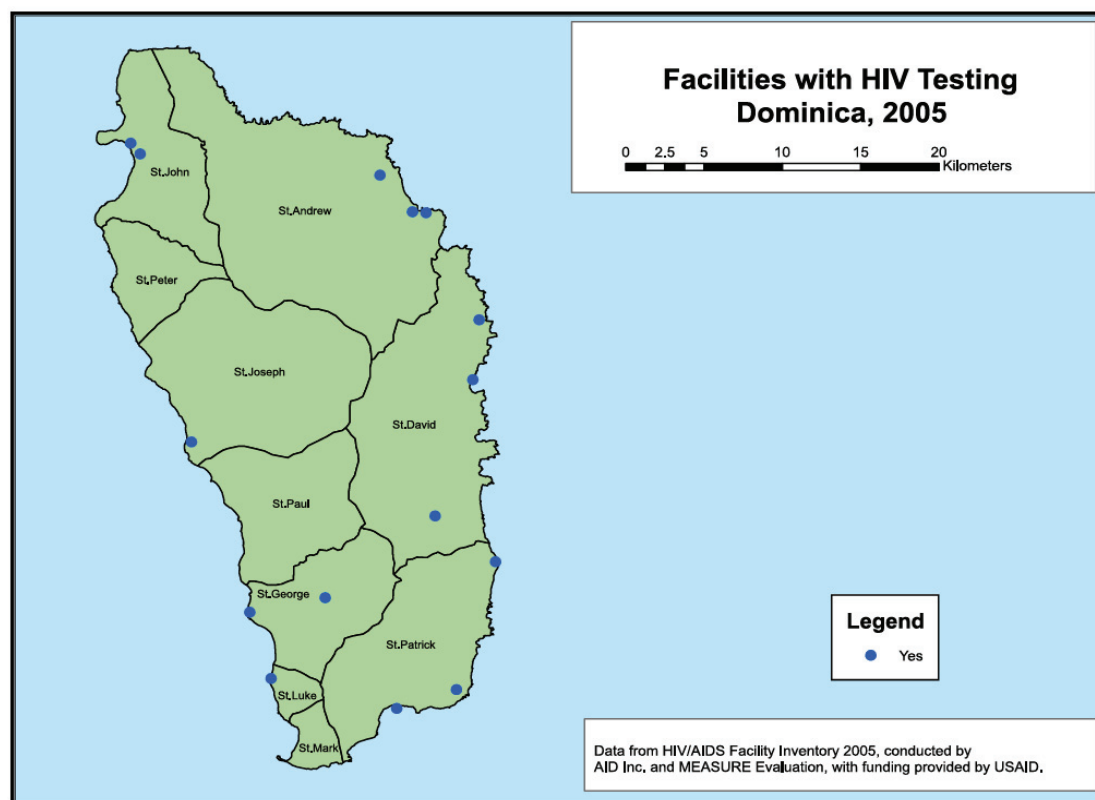 Facilities with HIV Testing
Dominica, 2005
0 2.5 5 10 15 20
Kilometers
St.John
St.Andrew
St.Peter
St.Joseph
St.David
St.Paul
St.George
St.Patrick
St.Luke
St.Mark
Legend
Yes
Data from HIV/AIDS Facility Inventory 2005, conducted by
AID Inc. and MEASURE Evaluation, with funding provided by USAID.